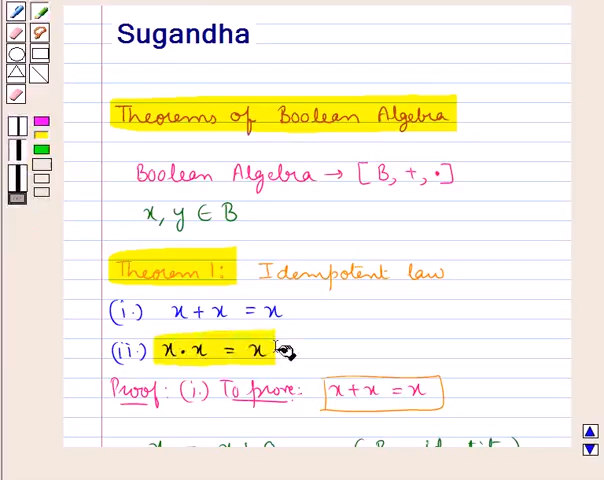 Sugandha
Theorems of Boolean Algebra
Boolean Algebra → [B, +, •]
x, y ∈ B
Theorem 1: Idempotent law
(i.) x + x = x
(ii.) x • x = x
Proof: (i.) To prove: x + x = x